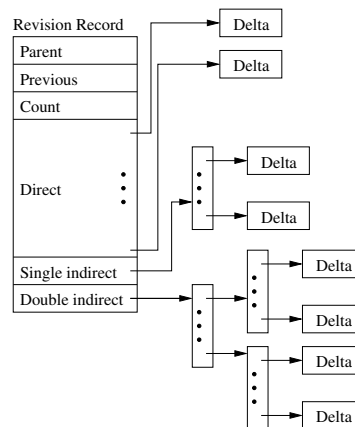 Revision Record
Parent
Previous
Count
Direct
Single indirect
Double indirect
Delta
Delta
Delta
Delta
Delta
Delta
Delta
Delta